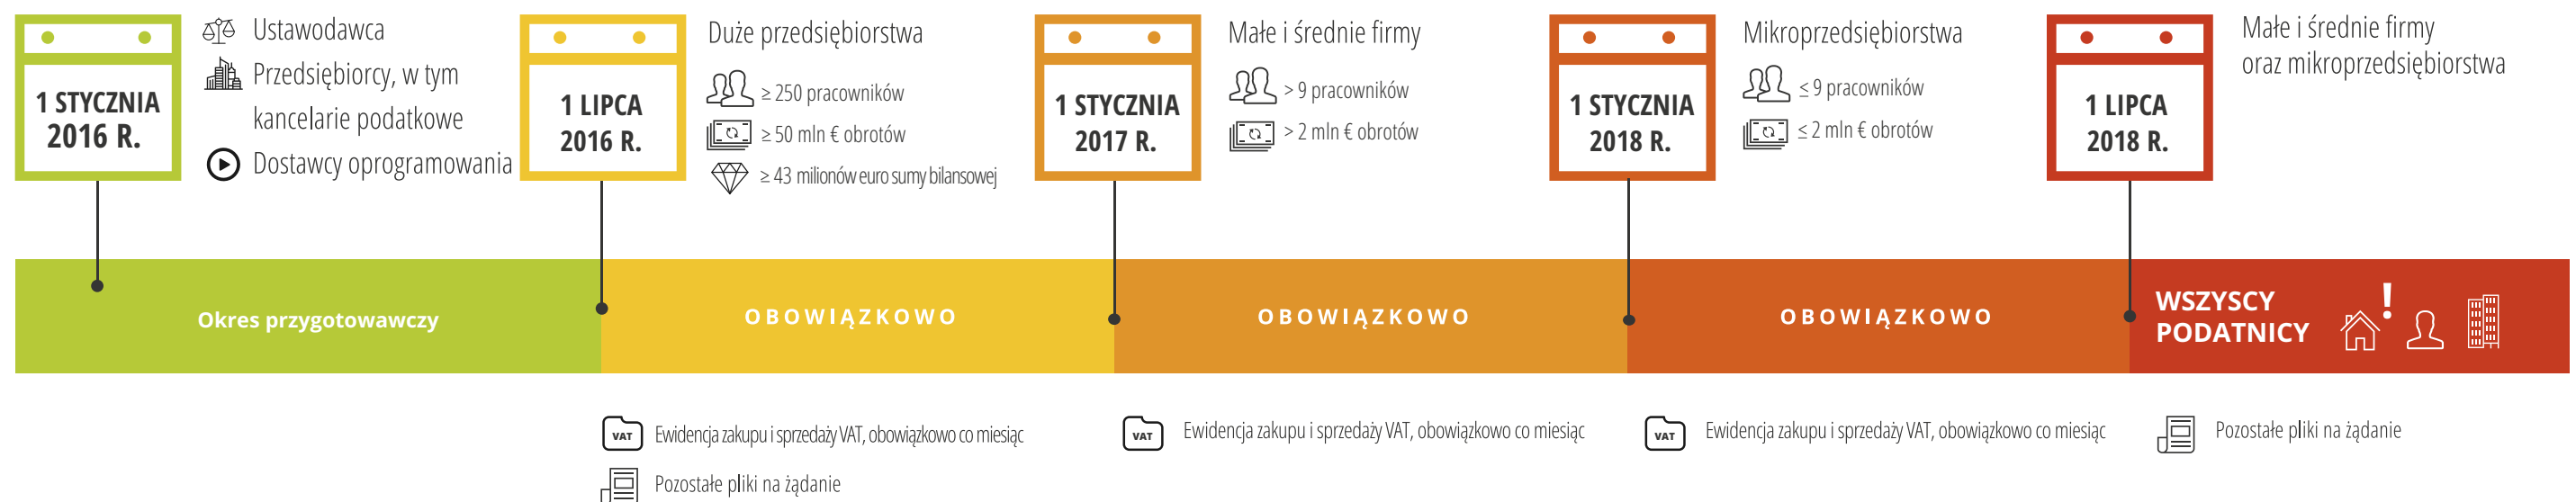 1 STYCZNIA
2016 R.
Ustawodawca
Przedsiębiorcy, w tym
kancelarie podatkowe
Dostawcy oprogramowania
1 LIPCA
2016 R.
Duże przedsiębiorstwa
≥ 250 pracowników
≥ 50 mln € obrotów
≥ 43 milionów euro sumy bilansowej
1 STYCZNIA
2017 R.
Małe i średnie firmy
> 9 pracowników
> 2 mln € obrotów
1 STYCZNIA
2018 R.
Mikroprzedsiębiorstwa
≤ 9 pracowników
≤ 2 mln € obrotów
1 LIPCA
2018 R.
Małe i średnie firmy
oraz mikroprzedsiębiorstwa
Okres przygotowawczy
OBOWIĄZKOWO
OBOWIĄZKOWO
OBOWIĄZKOWO
WSZYSCY
PODATNICY
!
VAT
Ewidencja zakupu i sprzedaży VAT, obowiązkowo co miesiąc
Pozostałe pliki na żądanie
VAT
Ewidencja zakupu i sprzedaży VAT, obowiązkowo co miesiąc
VAT
Ewidencja zakupu i sprzedaży VAT, obowiązkowo co miesiąc
Pozostałe pliki na żądanie